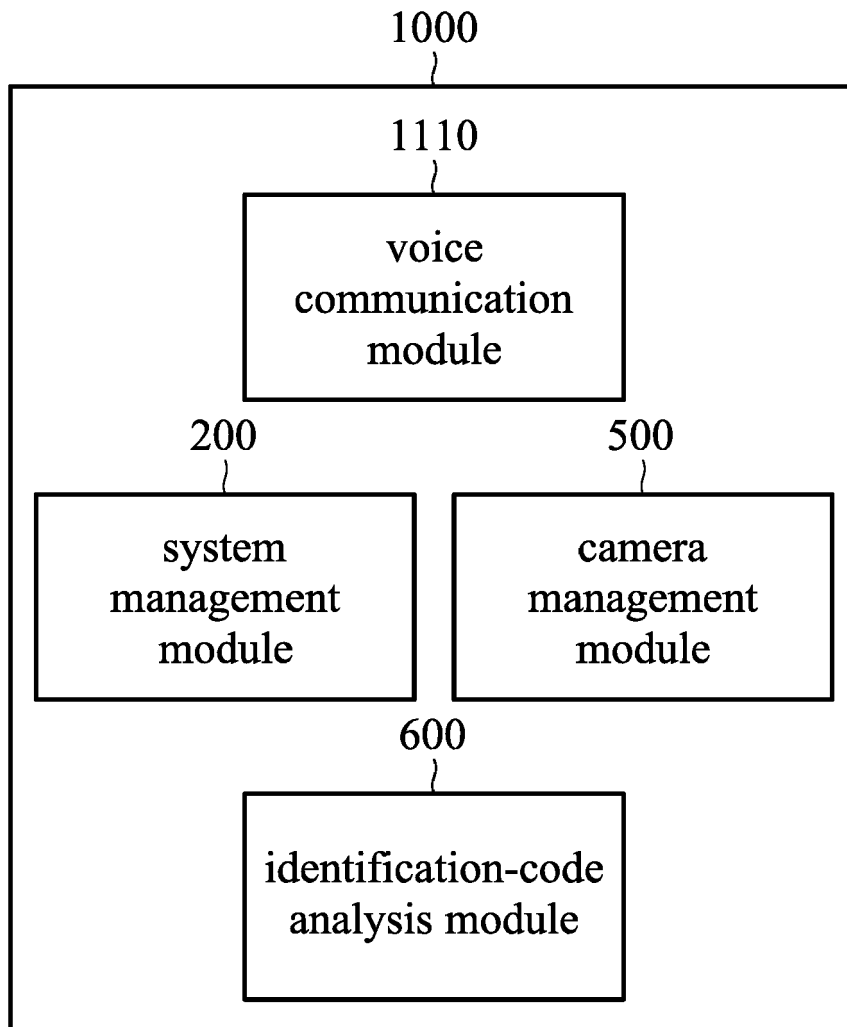 1000
1110
voice
communication
module
200
system
management
module
500
camera
management
module
600
identification-code
analysis module